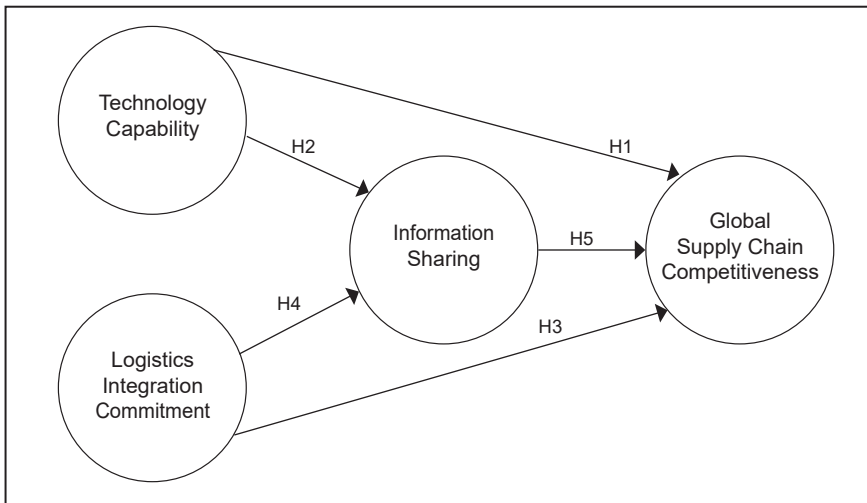 Technology
Capability
H2
H1
Information
Sharing
H5
Global
Supply Chain
Competitiveness
H4
H3
Logistics
Integration
Commitment